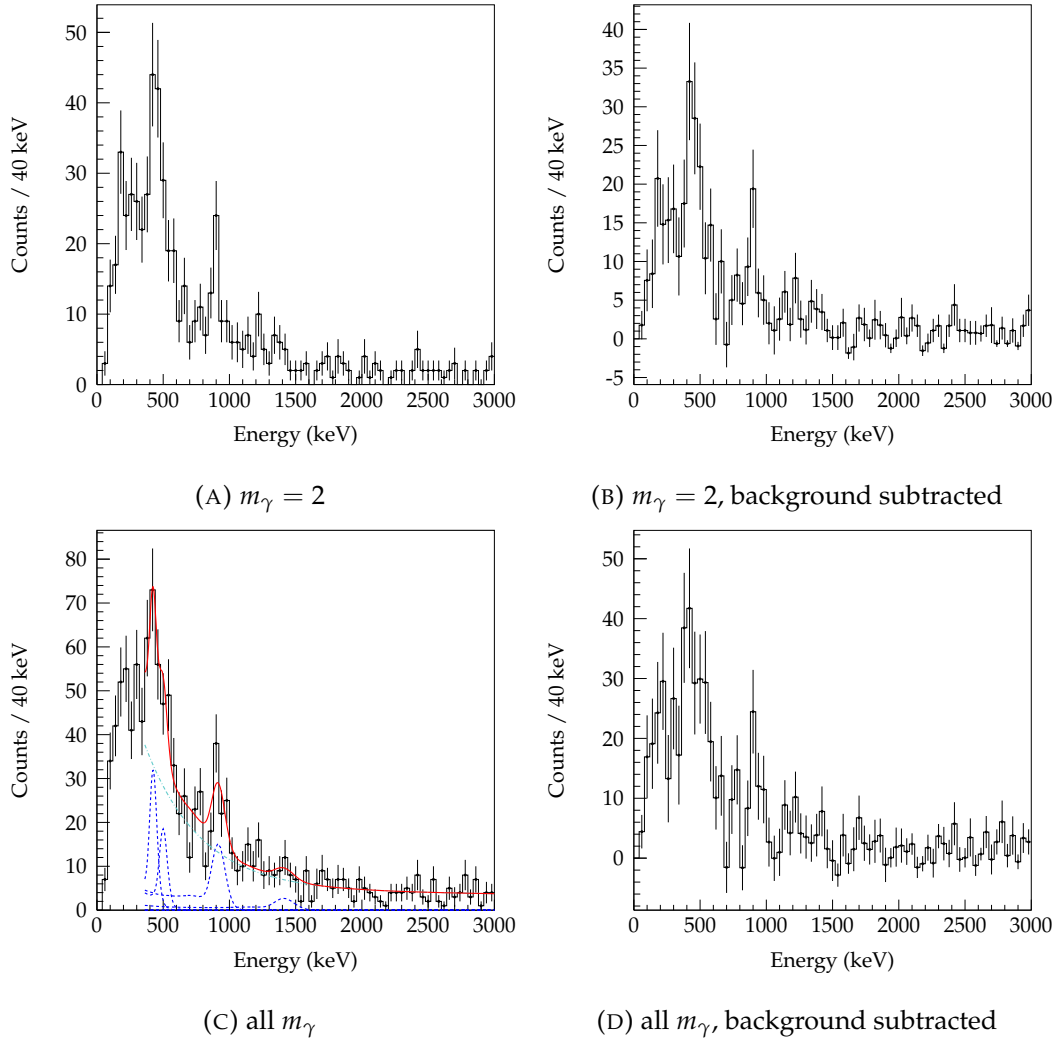 50
40
30
20
10
0
Counts / 40 keV
0 500 1000 1500 2000 2500 3000
Energy (keV)
(A) mγ = 2
40
35
30
25
20
15
10
5
0
-5
Counts / 40 keV
0 500 1000 1500 2000 2500 3000
Energy (keV)
(B) mγ = 2, background subtracted
80
70
60
50
40
30
20
10
0
Counts / 40 keV
0 500 1000 1500 2000 2500 3000
Energy (keV)
(C) all mγ
50
40
30
20
10
0
Counts / 40 keV
0 500 1000 1500 2000 2500 3000
Energy (keV)
(D) all mγ, background subtracted